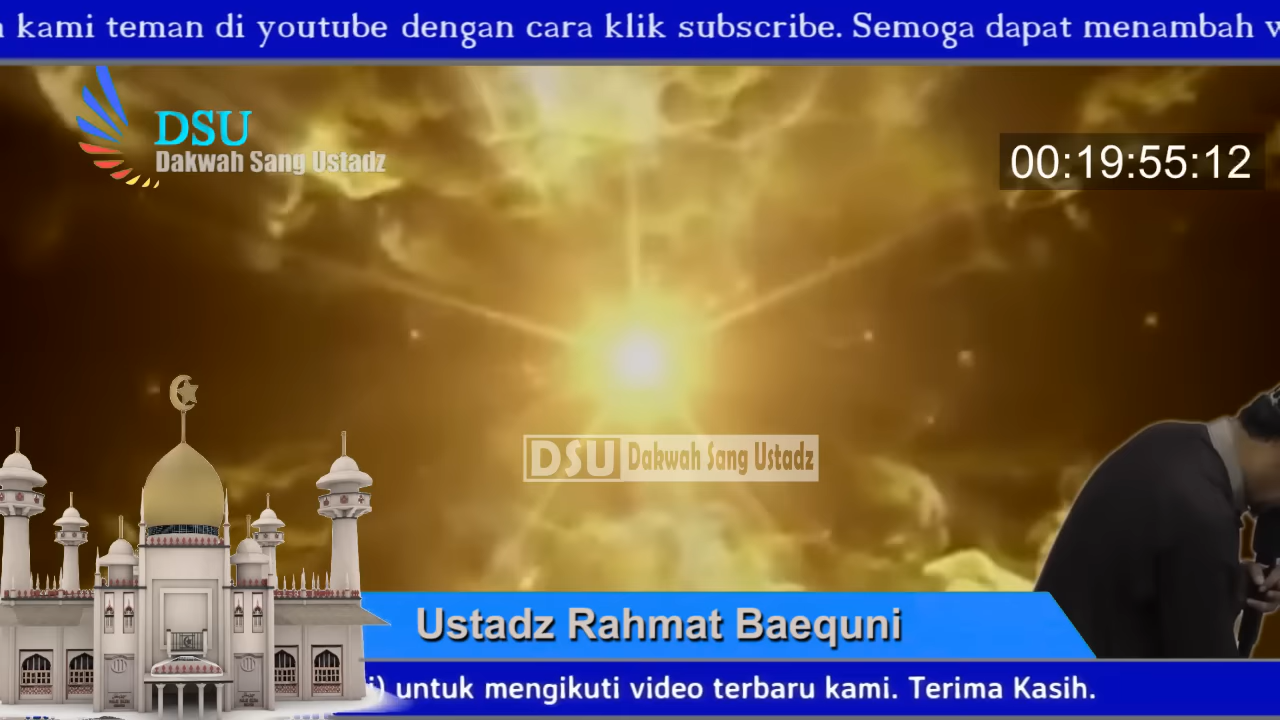 kami teman di youtube dengan cara klik subscribe. Semoga dapat menambah
DSU
Dakwah Sang Ustadz
00:19:55:12
DSU Dakwah Sang Ustadz
Ustadz Rahmat Baequni
i) untuk mengikuti video terbaru kami. Terima Kasih.